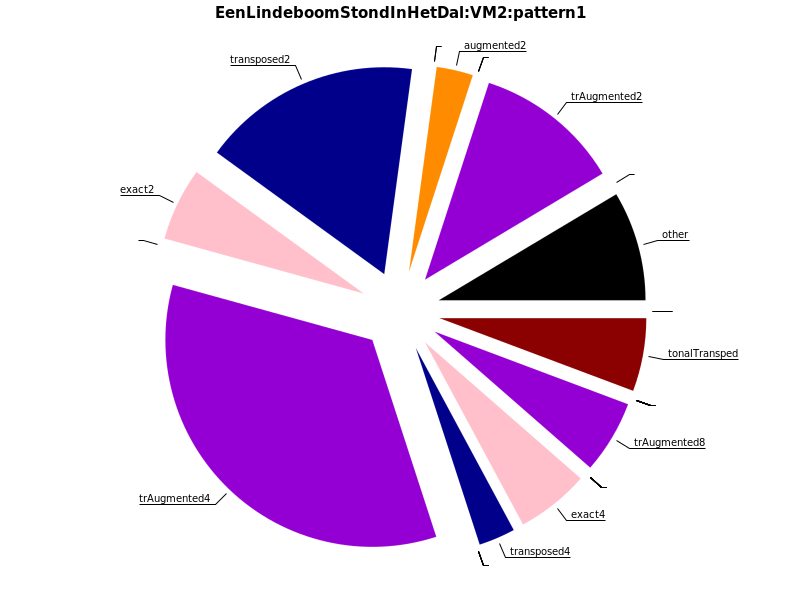 EenLindeboomStondInHetDal:VM2:pattern1
augmented2
transposed2
trAugmented2
exact2
other
tonalTransped
trAugmented8
trAugmented4
exact4
transposed4